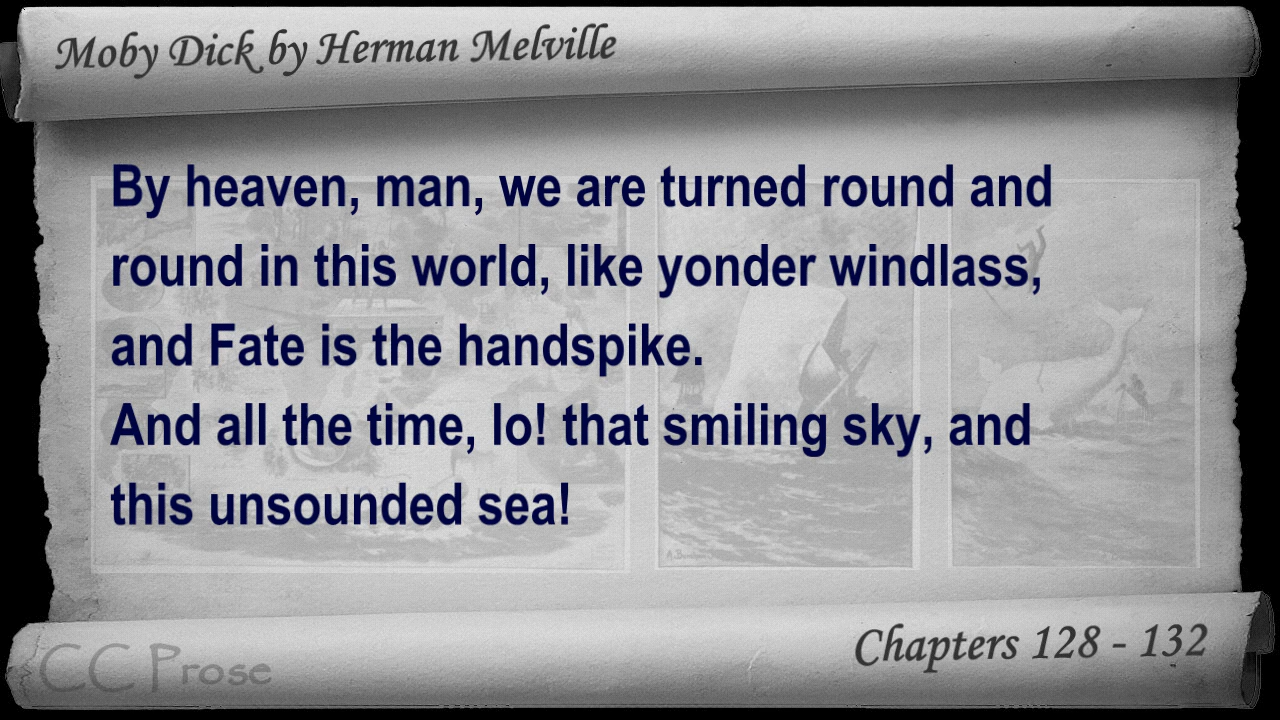 Moby Dick by Herman Melville
By heaven, man, we are turned round and
round in this world, like yonder windlass,
and Fate is the handspike.
And all the time, lo! that smiling sky, and
this unsounded sea!
Chapters 128 - 132
CC Prose